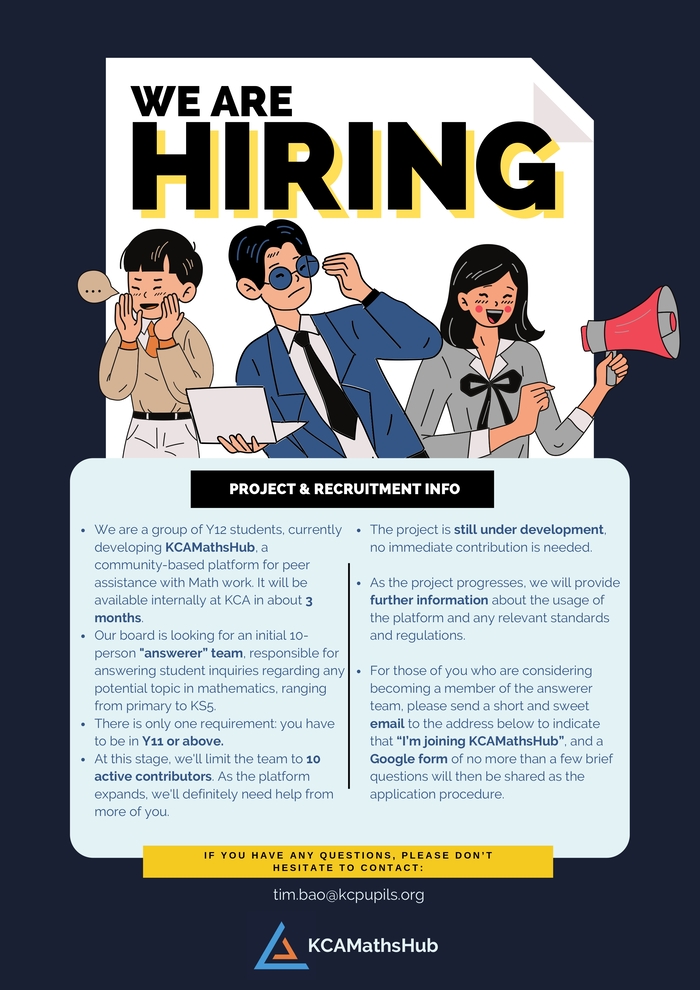 WE ARE
HIRING
...
PROJECT & RECRUITMENT INFO
• We are a group of Y12 students, currently
developing KCAMathsHub, a
community-based platform for peer
assistance with Math work. It will be
available internally at KCA in about 3
months.
• Our board is looking for an initial 10-
person "answerer” team, responsible for
answering student inquiries regarding any
potential topic in mathematics, ranging
from primary to KS5.
• There is only one requirement: you have
to be in Y11 or above.
• At this stage, we'll limit the team to 10
active contributors. As the platform
expands, we'll definitely need help from
more of you.
• The project is still under development,
no immediate contribution is needed.
• As the project progresses, we will provide
further information about the usage of
the platform and any relevant standards
and regulations.
• For those of you who are considering
becoming a member of the answerer
team, please send a short and sweet
email to the address below to indicate
that “I’m joining KCAMathsHub”, and a
Google form of no more than a few brief
questions will then be shared as the
application procedure.
IF YOU HAVE ANY QUESTIONS, PLEASE DON'T
HESITATE TO CONTACT:
tim.bao@kcpupils.org
KCAMathsHub